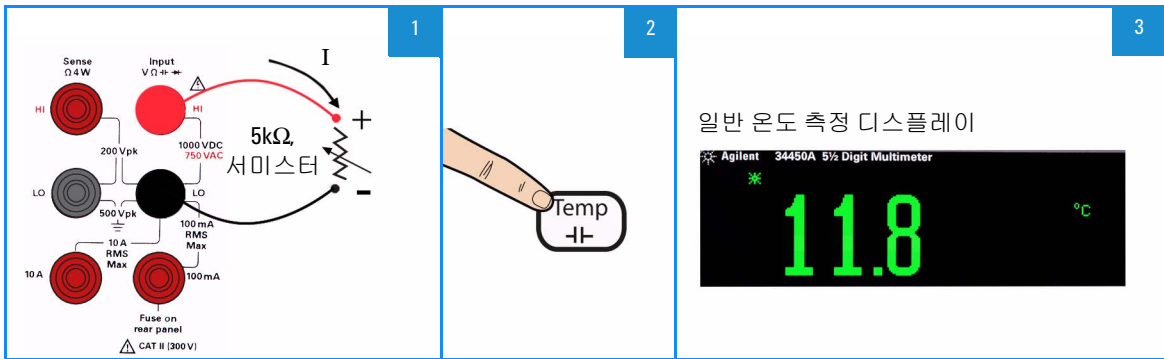 1
Sense
Ω 4 W
Input
V Ω
HI
HI
I
+
200 Vpk
1000 VDC
750 VAC
5kΩ,
서미스터
LO
LO
-
500 Vpk
100 mA
RMS
Max
10 A
RMS
Max
10 A
100 mA
Fuse on
rear panel
CAT II (300 V)
2
Temp
3
일반 온도 측정 디스플레이
Agilent 34450A 5½ Digit Multimeter
11.8 °C